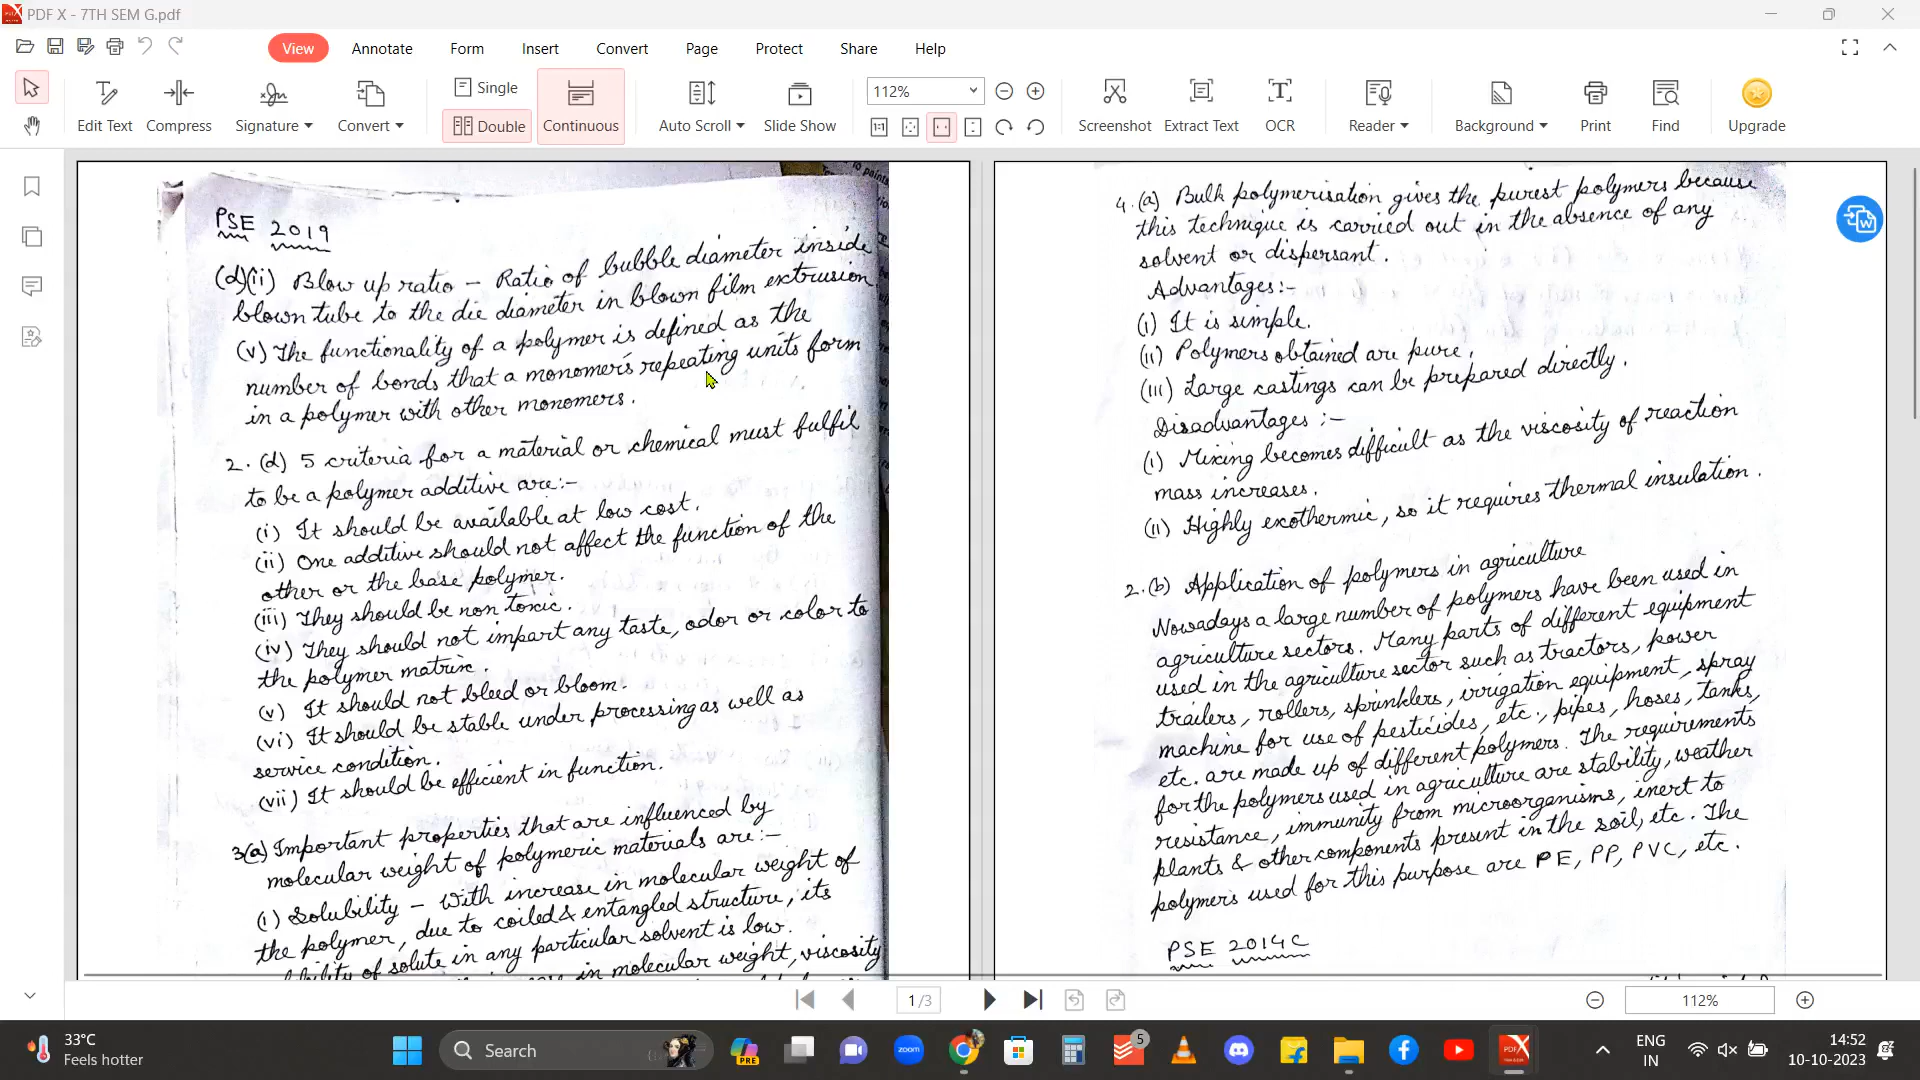 PDF X - 7TH SEM G.pdf
View Annotate Form Insert Convert Page Protect Share Help
Edit Text Compress Signature Convert Single Double Continuous Auto Scroll Slide Show 112% Screenshot Extract Text OCR Reader Background Print Find Upgrade
PSE 2019
(d)(ii) Blow up ratio - Ratio of bubble diameter inside
blown tube to the die diameter in blown film extrusion
(v) The functionality of a polymer is defined as the
number of bonds that a monomer's repeating units form
in a polymer with other monomers.
2. (d) 5 criteria for a material or chemical must fulfil
to be a polymer additive are:-
(i) It should be available at low cost.
(ii) One additive should not affect the function of the
other or the base polymer.
(iii) They should be non toxic.
(iv) They should not impart any taste, odor or color to
the polymer matrix.
(v) It should not bleed or bloom.
(vi) It should be stable under processing as well as
service condition.
(vii) It should be efficient in function.
3(a) Important properties that are influenced by
molecular weight of polymeric materials are:-
(i) Solubility - With increase in molecular weight of
the polymer, due to coiled & entangled structure, its
of solute in any particular solvent is low.
in molecular weight, viscosity
4. (a) Bulk polymerisation gives the purest polymers because
this technique is carried out in the absence of any
solvent or dispersant.
Advantages:-
(i) It is simple.
(ii) Polymers obtained are pure.
(iii) Large castings can be prepared directly.
Disadvantages:-
(i) Mixing becomes difficult as the viscosity of reaction
mass increases.
(ii) Highly exothermic, so it requires thermal insulation.
2. (b) Application of polymers in agriculture
Nowadays a large number of polymers have been used in
agriculture sectors. Many parts of different equipment
used in the agriculture sector such as tractors, power
trailers, rollers, sprinklers, irrigation equipment, spray
machine for use of pesticides, etc., pipes, hoses, tanks,
etc. are made up of different polymers. The requirements
for the polymers used in agriculture are stability, weather
resistance, immunity from microorganisms, inert to
plants & other components present in the soil, etc. The
polymers used for this purpose are PE, PP, PVC, etc.
PSE 2014C
1/3 112%
33°C
Feels hotter
Search
PRE
zoom
5
PDF X
ENG
IN
14:52
10-10-2023